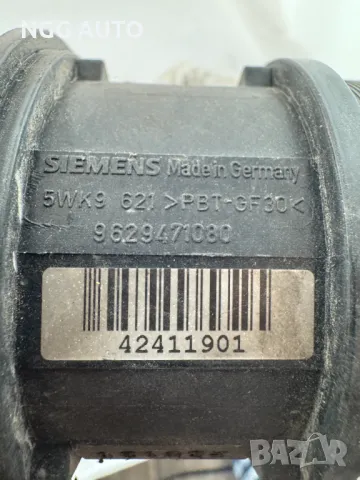 NGG AUTO
SIEMENS Made in Germany
5WK9 621 >PBT-GF30<
9629471080
42411901
BAZAR